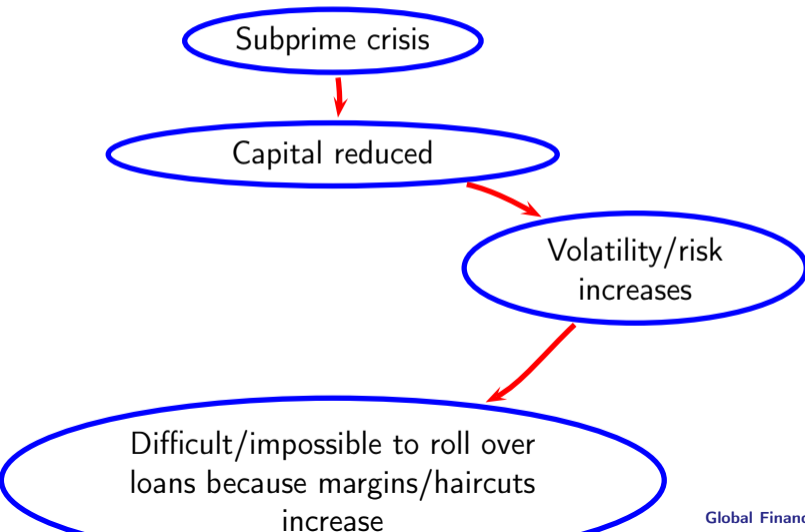 Subprime crisis
Capital reduced
Volatility/risk
increases
Difficult/impossible to roll over
loans because margins/haircuts
increase
Global Financ